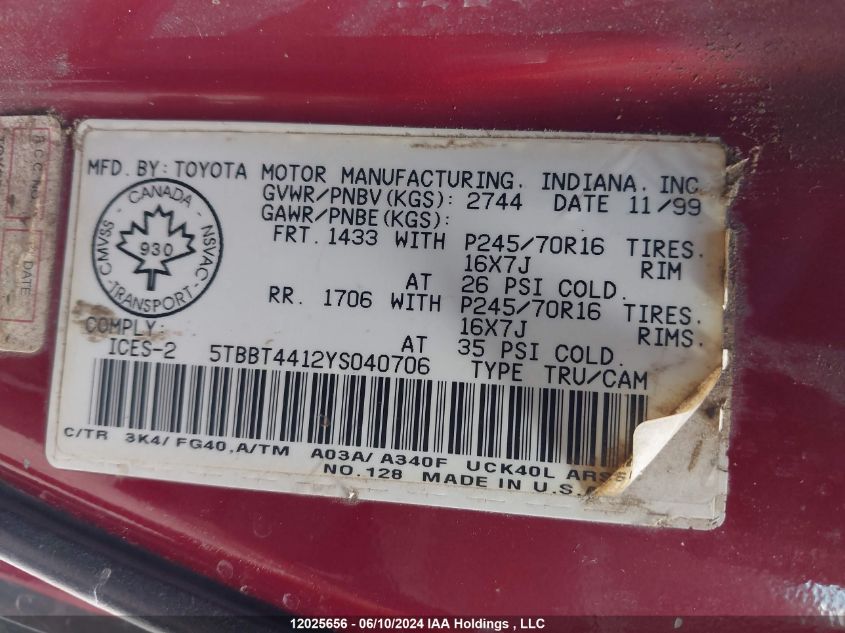 MFD. BY: TOYOTA MOTOR MANUFACTURING, INDIANA, INC
GVWR/PNBV(KGS): 2744 DATE 11/99
GAWR/PNBE(KGS):
FRT. 1433 WITH P245/70R16 TIRES.
16X7J RIM
AT 26 PSI COLD.
RR. 1706 WITH P245/70R16 TIRES.
16X7J RIMS.
AT 35 PSI COLD.
CANADA
CMVSS 930 NSVAC
TRANSPORT
COMPLY:
ICES-2 5TBBT4412YS040706 TYPE TRU/CAM
C/TR 3K4/ FG40,A/TM A03A/ A340F UCK40L ARSS
NO.128 MADE IN U.S.A
DATE
12025656 - 06/10/2024 IAA Holdings , LLC